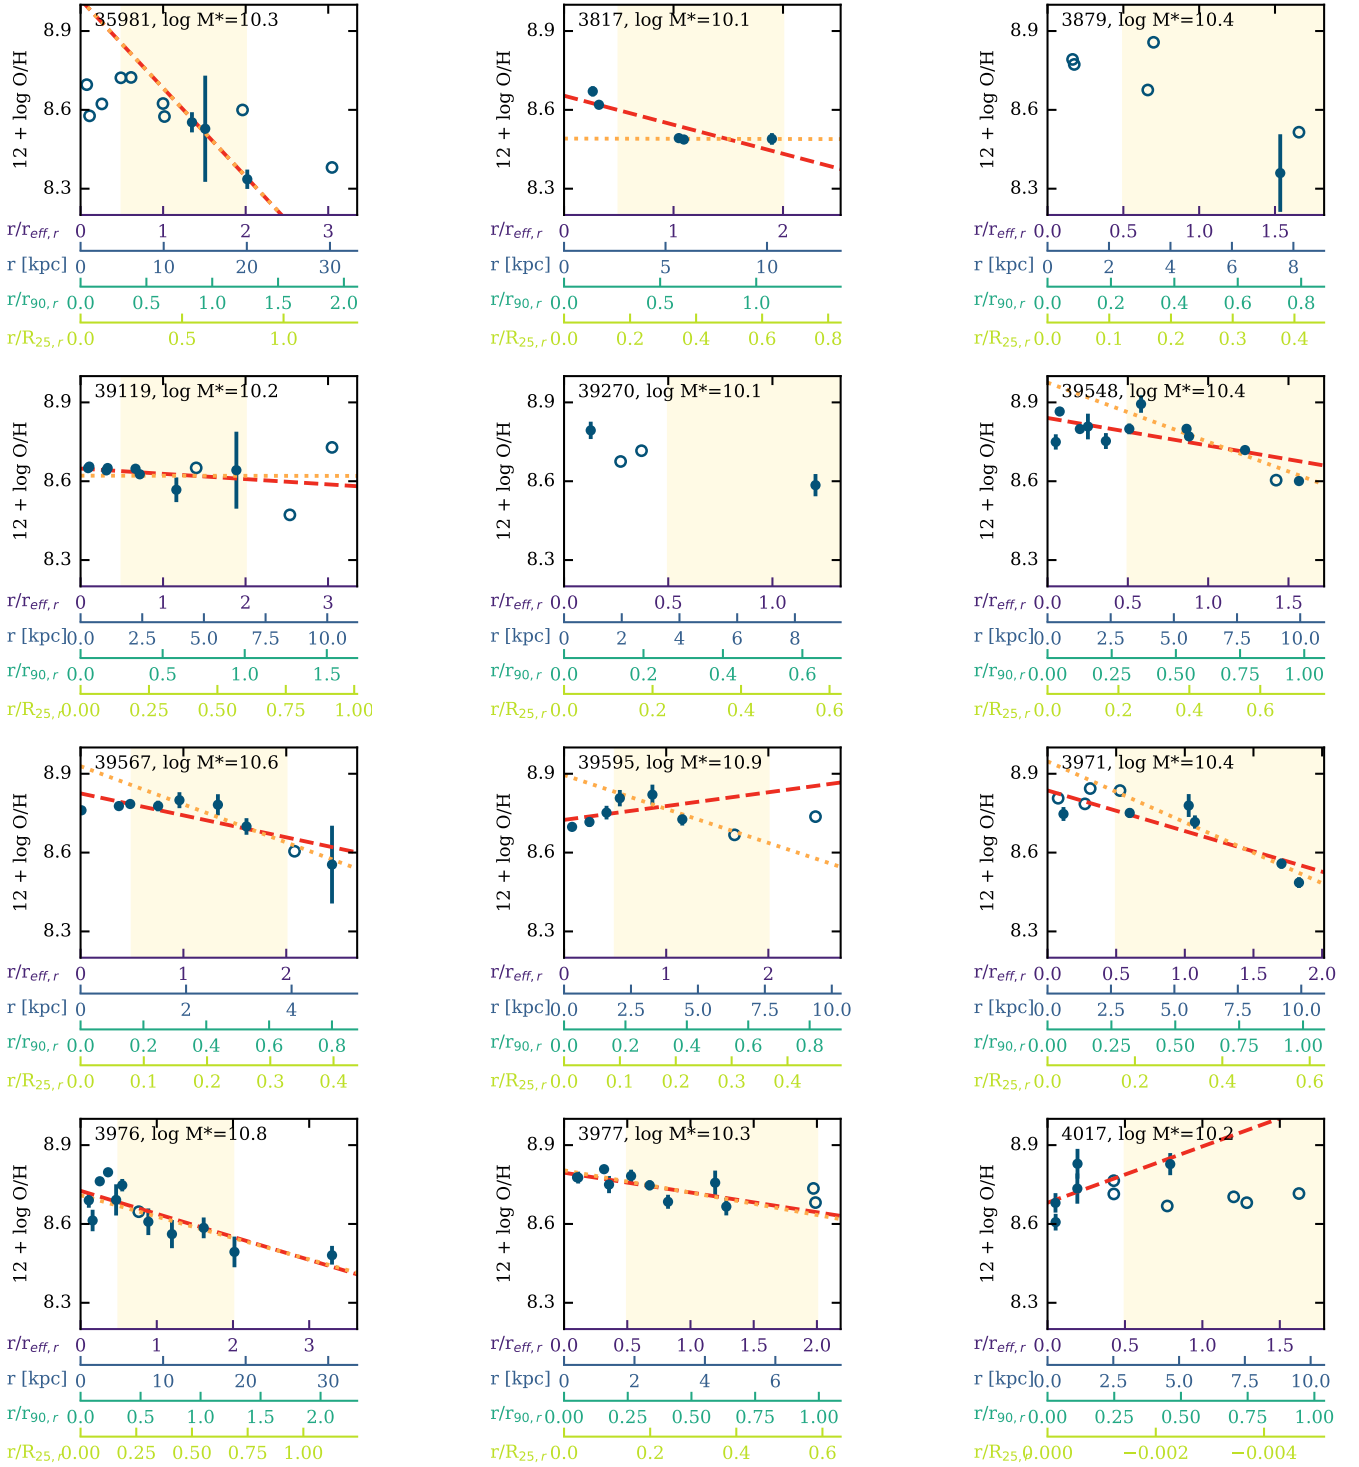 35981, log M*=10.3
12 + log O/H
8.9
8.6
8.3
r/r_eff,r 0 1 2 3
r [kpc] 0 10 20 30
r/r_90,r 0.0 0.5 1.0 1.5 2.0
r/R_25,r 0.0 0.5 1.0
3817, log M*=10.1
12 + log O/H
8.9
8.6
8.3
r/r_eff,r 0 1 2
r [kpc] 0 5 10
r/r_90,r 0.0 0.5 1.0
r/R_25,r 0.0 0.2 0.4 0.6 0.8
3879, log M*=10.4
12 + log O/H
8.9
8.6
8.3
r/r_eff,r 0.0 0.5 1.0 1.5
r [kpc] 0 2 4 6 8
r/r_90,r 0.0 0.2 0.4 0.6 0.8
r/R_25,r 0.0 0.1 0.2 0.3 0.4
39119, log M*=10.2
12 + log O/H
8.9
8.6
8.3
r/r_eff,r 0 1 2 3
r [kpc] 0.0 2.5 5.0 7.5 10.0
r/r_90,r 0.0 0.5 1.0 1.5
r/R_25,r 0.00 0.25 0.50 0.75 1.00
39270, log M*=10.1
12 + log O/H
8.9
8.6
8.3
r/r_eff,r 0.0 0.5 1.0
r [kpc] 0 2 4 6 8
r/r_90,r 0.0 0.2 0.4 0.6
r/R_25,r 0.0 0.2 0.4 0.6
39548, log M*=10.4
12 + log O/H
8.9
8.6
8.3
r/r_eff,r 0.0 0.5 1.0 1.5
r [kpc] 0.0 2.5 5.0 7.5 10.0
r/r_90,r 0.00 0.25 0.50 0.75 1.00
r/R_25,r 0.0 0.2 0.4 0.6
39567, log M*=10.6
12 + log O/H
8.9
8.6
8.3
r/r_eff,r 0 1 2
r [kpc] 0 2 4
r/r_90,r 0.0 0.2 0.4 0.6 0.8
r/R_25,r 0.0 0.1 0.2 0.3 0.4
39595, log M*=10.9
12 + log O/H
8.9
8.6
8.3
r/r_eff,r 0 1 2
r [kpc] 0.0 2.5 5.0 7.5 10.0
r/r_90,r 0.0 0.2 0.4 0.6 0.8
r/R_25,r 0.0 0.1 0.2 0.3 0.4
3971, log M*=10.4
12 + log O/H
8.9
8.6
8.3
r/r_eff,r 0.0 0.5 1.0 1.5 2.0
r [kpc] 0.0 2.5 5.0 7.5 10.0
r/r_90,r 0.00 0.25 0.50 0.75 1.00
r/R_25,r 0.0 0.2 0.4 0.6
3976, log M*=10.8
12 + log O/H
8.9
8.6
8.3
r/r_eff,r 0 1 2 3
r [kpc] 0 10 20 30
r/r_90,r 0.0 0.5 1.0 1.5 2.0
r/R_25,r 0.00 0.25 0.50 0.75 1.00
3977, log M*=10.3
12 + log O/H
8.9
8.6
8.3
r/r_eff,r 0.0 0.5 1.0 1.5 2.0
r [kpc] 0 2 4 6
r/r_90,r 0.00 0.25 0.50 0.75 1.00
r/R_25,r 0.0 0.2 0.4 0.6
4017, log M*=10.2
12 + log O/H
8.9
8.6
8.3
r/r_eff,r 0.0 0.5 1.0 1.5
r [kpc] 0.0 2.5 5.0 7.5 10.0
r/r_90,r 0.00 0.25 0.50 0.75 1.00
r/R_25,r 0.000 −0.002 −0.004